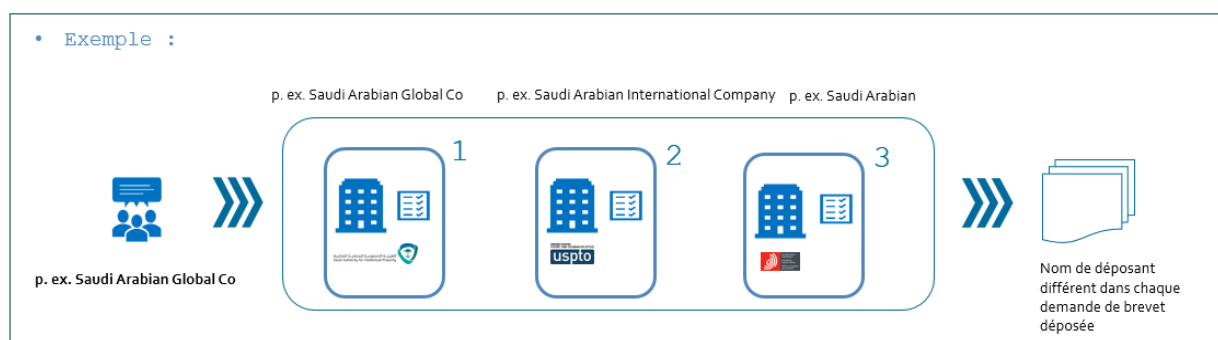 • Exemple :
p. ex. Saudi Arabian Global Co
p. ex. Saudi Arabian International Company
p. ex. Saudi Arabian
1
2
3
uspto
p. ex. Saudi Arabian Global Co
Nom de déposant
différent dans chaque
demande de brevet
déposée